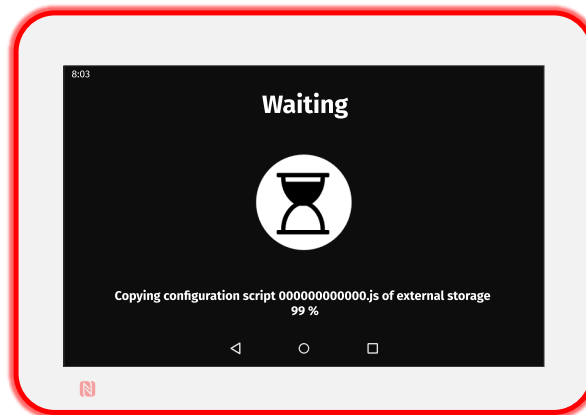 8:03
Waiting
Copying configuration script 000000000000.js of external storage
99 %